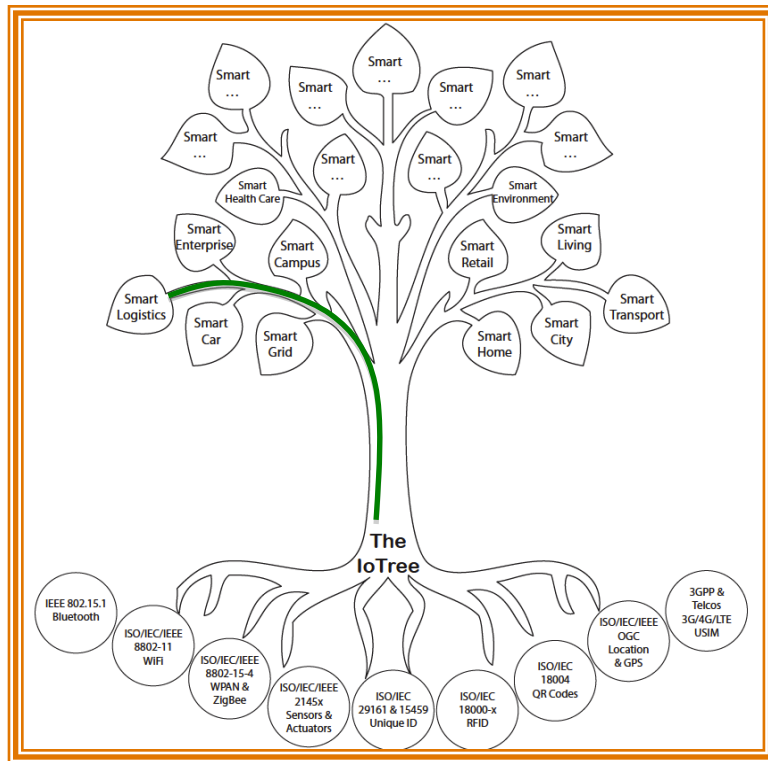 Smart
...
Smart
...
Smart
...
Smart
...
Smart
...
Smart
...
Smart
...
Smart
...
Smart
...
Smart
Health Care
Smart
Environment
Smart
Enterprise
Smart
Campus
Smart
Retail
Smart
Living
Smart
Logistics
Smart
Car
Smart
Grid
Smart
Home
Smart
City
Smart
Transport
The
IoTree
IEEE 802.15.1
Bluetooth
ISO/IEC/IEEE
8802-11
WiFi
ISO/IEC/IEEE
8802-15-4
WPAN &
ZigBee
ISO/IEC/IEEE
2145x
Sensors &
Actuators
ISO/IEC
29161 & 15459
Unique ID
ISO/IEC
18000-x
RFID
ISO/IEC
18004
QR Codes
ISO/IEC/IEEE
OGC
Location
& GPS
3GPP &
Telcos
3G/4G/LTE
USIM